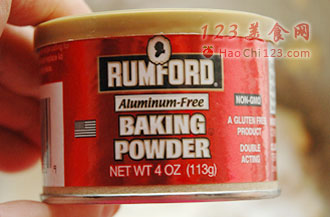 123美食网
HaoChi123.com
RUMFORD
Aluminum-Free
BAKING
POWDER
NET WT 4 OZ (113g)
NON-GMO
A GLUTEN FREE
PRODUCT
DOUBLE
ACTING